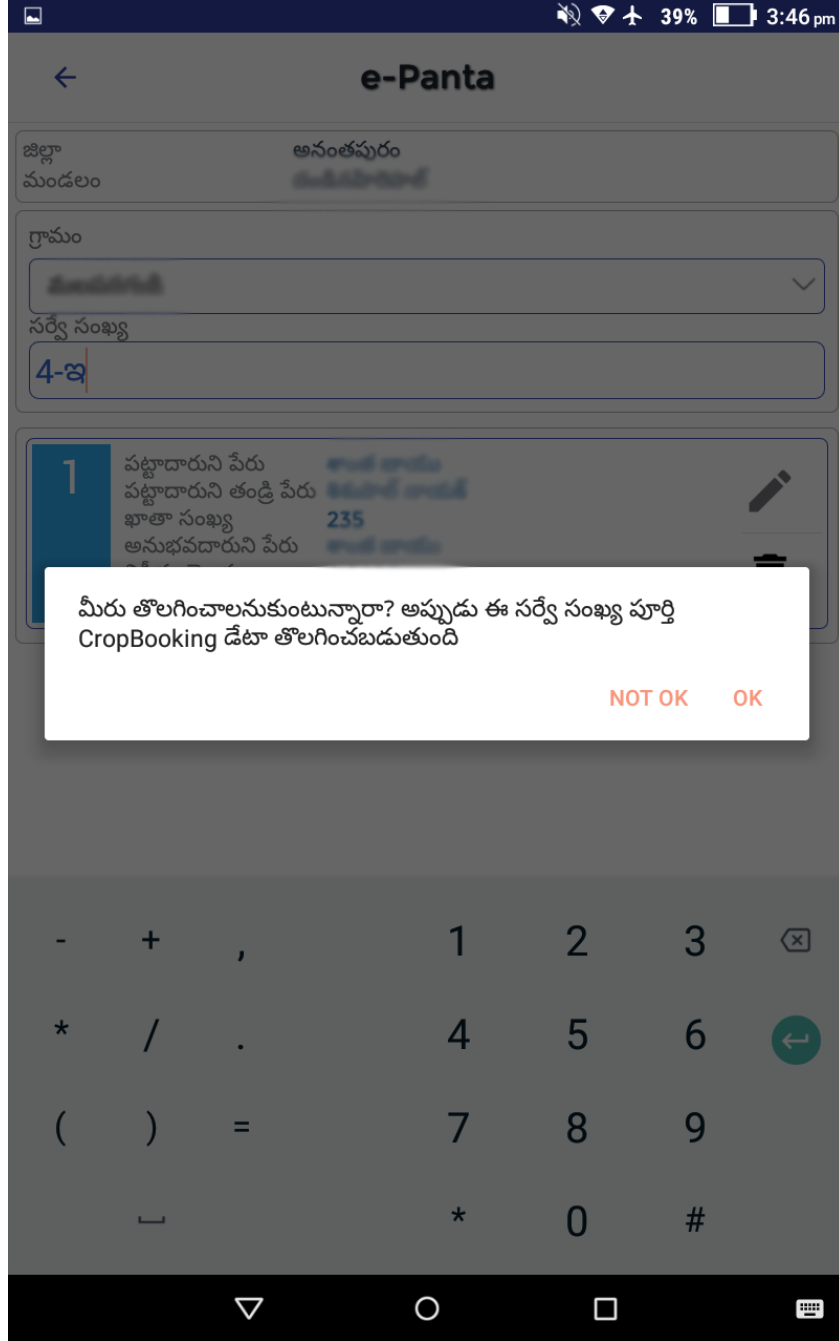 39% 3:46 pm
e-Panta
జిల్లా అనంతపురం
మండలం
గ్రామం
సర్వే సంఖ్య
4-ఇ
1
పట్టాదారుని పేరు
పట్టాదారుని తండ్రి పేరు
ఖాతా సంఖ్య 235
అనుభవదారుని పేరు
మీరు తొలగించాలనుకుంటున్నారా? అప్పుడు ఈ సర్వే సంఖ్య పూర్తి
CropBooking డేటా తొలగించబడుతుంది
NOT OK OK
- + , 1 2 3
* / . 4 5 6
( ) = 7 8 9
* 0 #